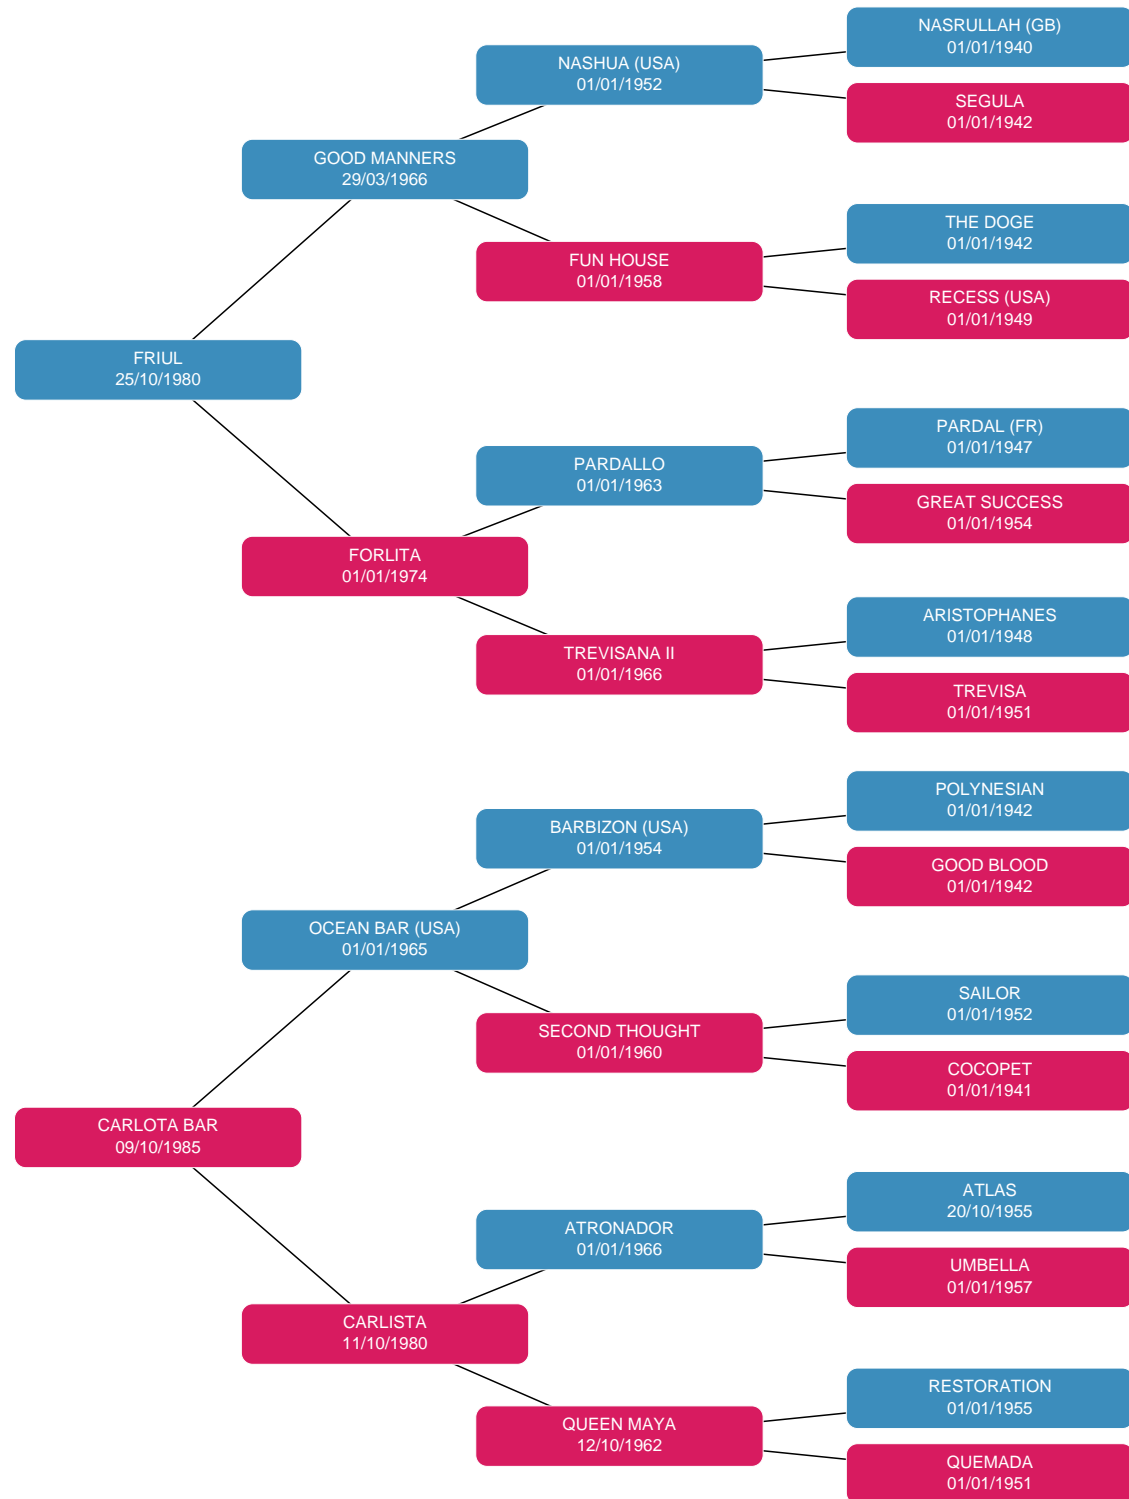 NASRULLAH (GB)
01/01/1940
NASHUA (USA)
01/01/1952
SEGULA
01/01/1942
GOOD MANNERS
29/03/1966
THE DOGE
01/01/1942
FUN HOUSE
01/01/1958
RECESS (USA)
01/01/1949
FRIUL
25/10/1980
PARDAL (FR)
01/01/1947
PARDALLO
01/01/1963
GREAT SUCCESS
01/01/1954
FORLITA
01/01/1974
ARISTOPHANES
01/01/1948
TREVISANA II
01/01/1966
TREVISA
01/01/1951
POLYNESIAN
01/01/1942
BARBIZON (USA)
01/01/1954
GOOD BLOOD
01/01/1942
OCEAN BAR (USA)
01/01/1965
SAILOR
01/01/1952
SECOND THOUGHT
01/01/1960
COCOPET
01/01/1941
CARLOTA BAR
09/10/1985
ATLAS
20/10/1955
ATRONADOR
01/01/1966
UMBELLA
01/01/1957
CARLISTA
11/10/1980
RESTORATION
01/01/1955
QUEEN MAYA
12/10/1962
QUEMADA
01/01/1951